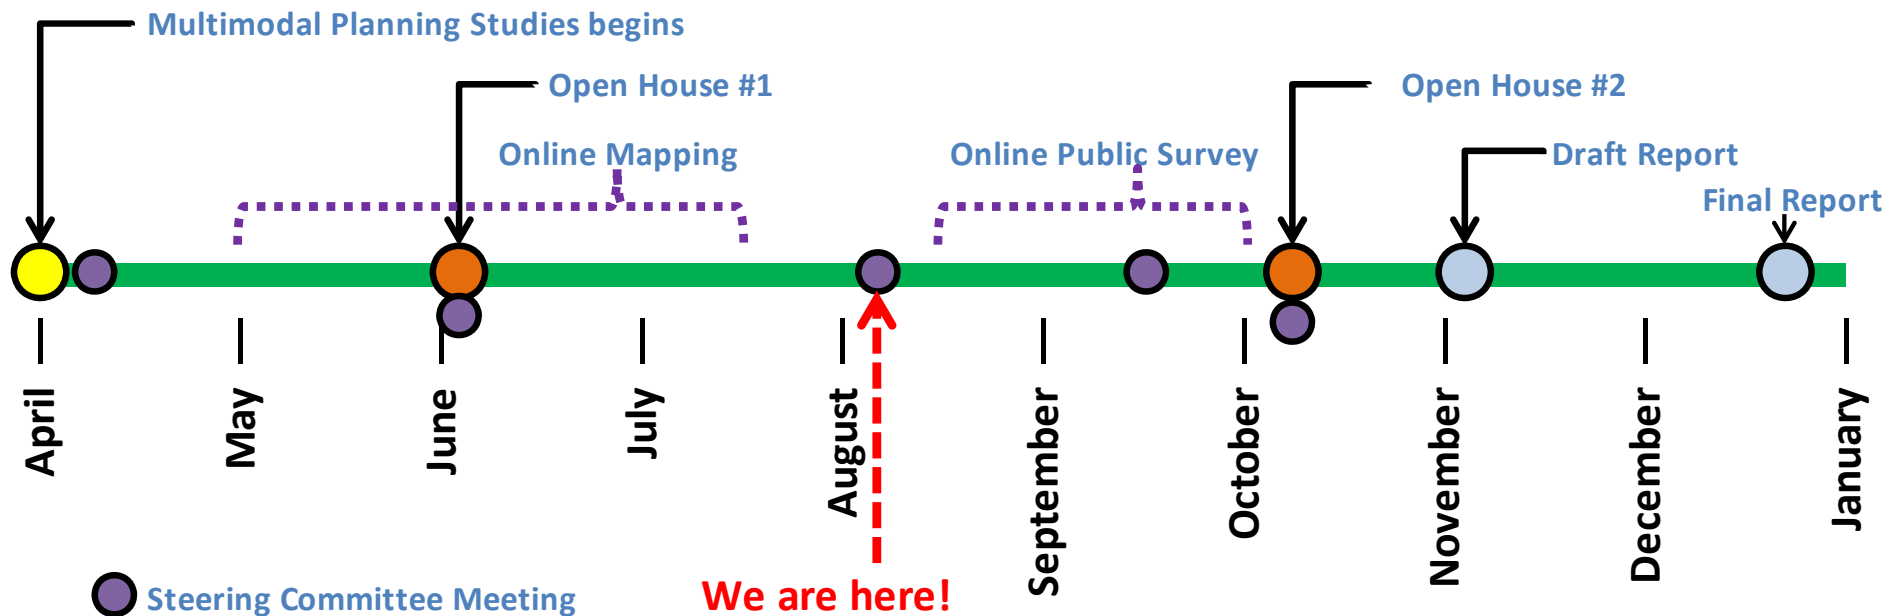 Multimodal Planning Studies begins
Open House #1
Open House #2
Online Mapping
Online Public Survey
Draft Report
Final Report
April
May
June
July
August
September
October
November
December
January
We are here!
Steering Committee Meeting